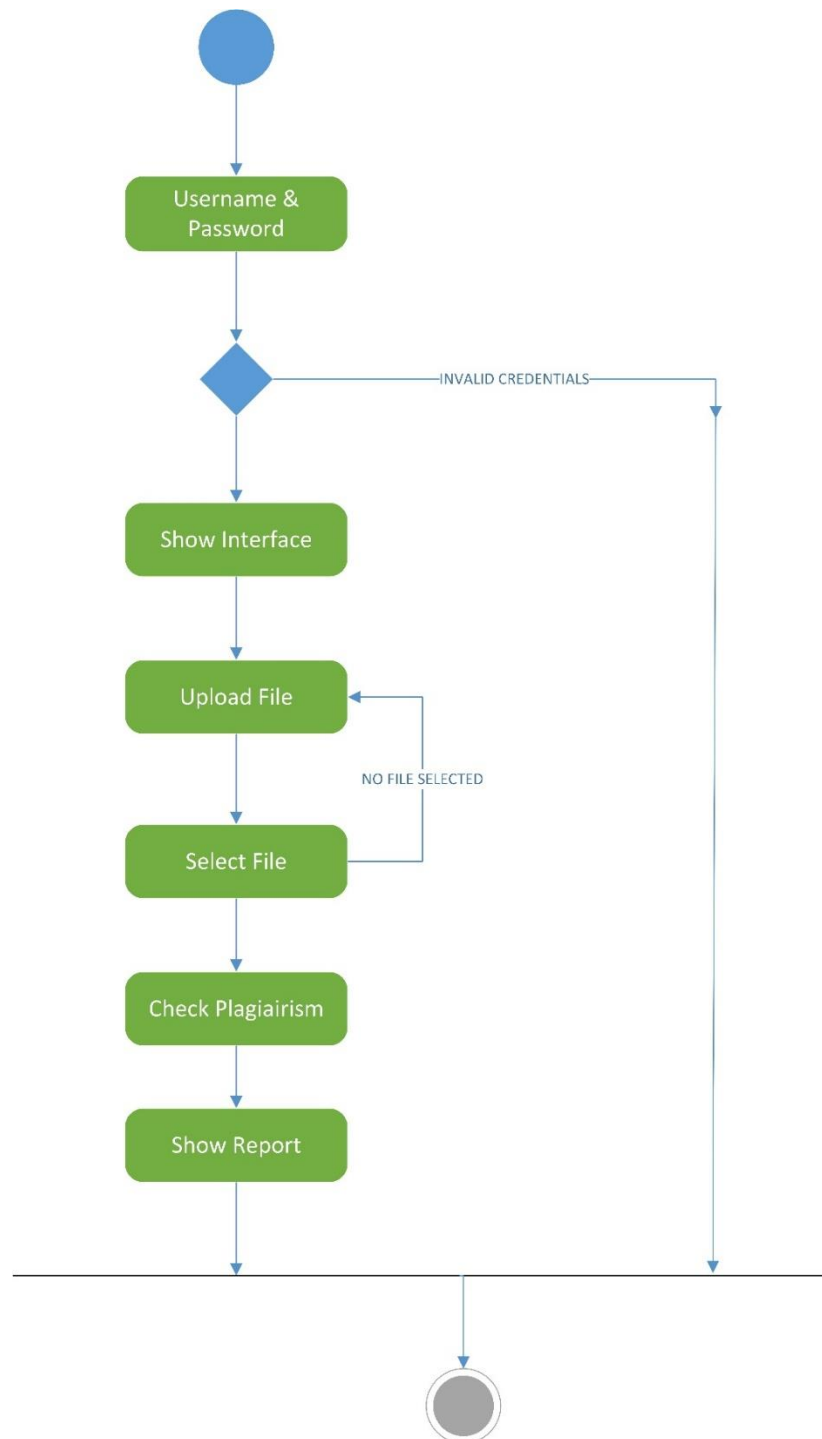 Username &
Password
INVALID CREDENTIALS
Show Interface
Upload File
NO FILE SELECTED
Select File
Check Plagiairism
Show Report